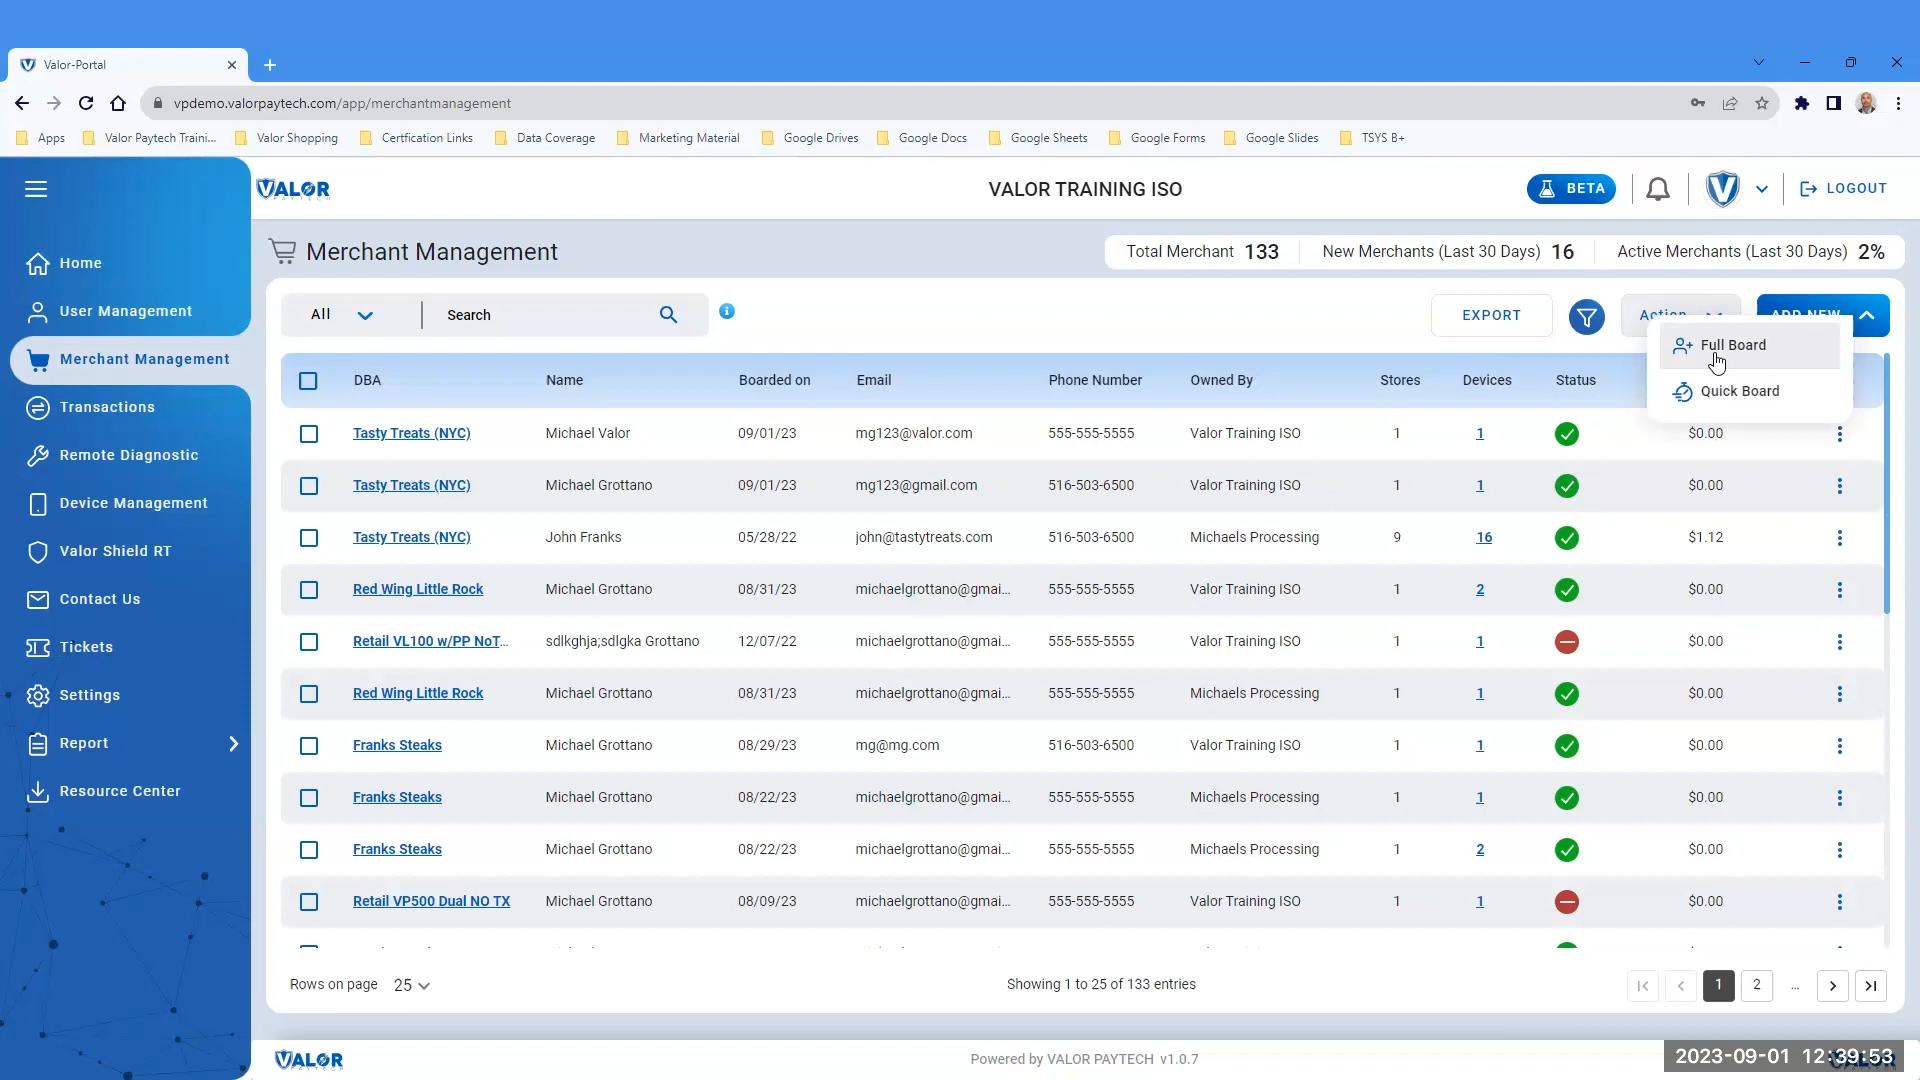 Valor-Portal
vpdemo.valorpaytech.com/app/merchantmanagement
Apps Valor Paytech Traini... Valor Shopping Certfication Links Data Coverage Marketing Material Google Drives Google Docs Google Sheets Google Forms Google Slides TSYS B+
VALOR VALOR TRAINING ISO BETA LOGOUT
PAYTECH
Merchant Management Total Merchant 133 New Merchants (Last 30 Days) 16 Active Merchants (Last 30 Days) 2%
Home
User Management
Merchant Management
Transactions
Remote Diagnostic
Device Management
Valor Shield RT
Contact Us
Tickets
Settings
Report
Resource Center
All Search EXPORT Action ADD NEW
Full Board
Quick Board
DBA Name Boarded on Email Phone Number Owned By Stores Devices Status
Tasty Treats (NYC) Michael Valor 09/01/23 mg123@valor.com 555-555-5555 Valor Training ISO 1 1 $0.00
Tasty Treats (NYC) Michael Grottano 09/01/23 mg123@gmail.com 516-503-6500 Valor Training ISO 1 1 $0.00
Tasty Treats (NYC) John Franks 05/28/22 john@tastytreats.com 516-503-6500 Michaels Processing 9 16 $1.12
Red Wing Little Rock Michael Grottano 08/31/23 michaelgrottano@gmai... 555-555-5555 Valor Training ISO 1 2 $0.00
Retail VL100 w/PP NoT... sdlkghja;sdlgka Grottano 12/07/22 michaelgrottano@gmai... 555-555-5555 Valor Training ISO 1 1 $0.00
Red Wing Little Rock Michael Grottano 08/31/23 michaelgrottano@gmai... 555-555-5555 Michaels Processing 1 1 $0.00
Franks Steaks Michael Grottano 08/29/23 mg@mg.com 516-503-6500 Valor Training ISO 1 1 $0.00
Franks Steaks Michael Grottano 08/22/23 michaelgrottano@gmai... 555-555-5555 Michaels Processing 1 1 $0.00
Franks Steaks Michael Grottano 08/22/23 michaelgrottano@gmai... 555-555-5555 Michaels Processing 1 2 $0.00
Retail VP500 Dual NO TX Michael Grottano 08/09/23 michaelgrottano@gmai... 555-555-5555 Valor Training ISO 1 1 $0.00
Rows on page 25 Showing 1 to 25 of 133 entries 1 2 ...
VALOR Powered by VALOR PAYTECH v1.0.7 2023-09-01 12:39:53
PAYTECH